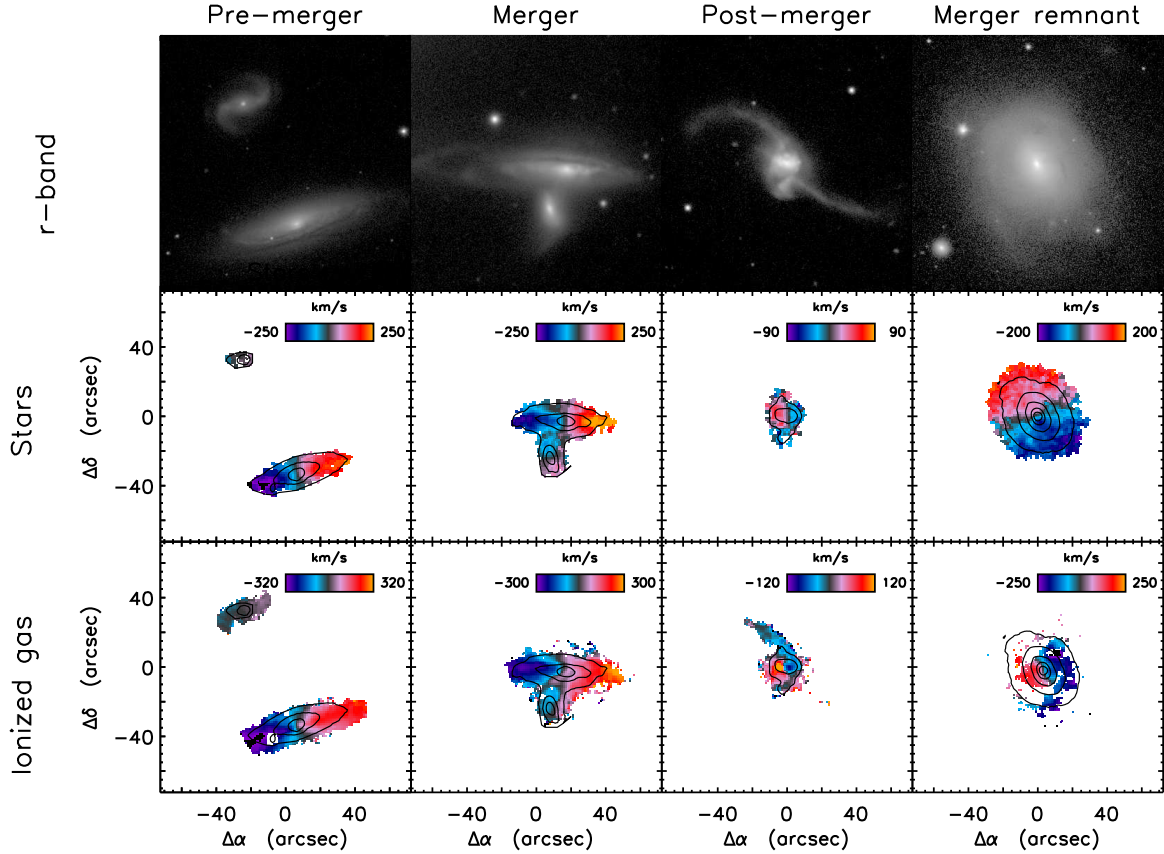 Pre-merger Merger Post-merger Merger remnant
r-band
km/s km/s km/s km/s
-250 250 -250 250 -90 90 -200 200
Stars
Δδ (arcsec)
40
0
-40
km/s km/s km/s km/s
-320 320 -300 300 -120 120 -250 250
Ionized gas
Δδ (arcsec)
40
0
-40
-40 0 40 -40 0 40 -40 0 40 -40 0 40
Δα (arcsec) Δα (arcsec) Δα (arcsec) Δα (arcsec)